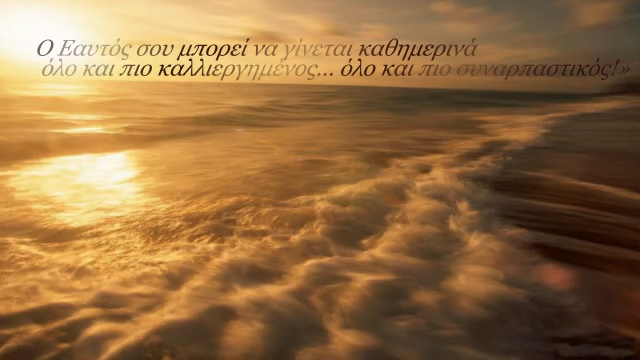 Ο Εαυτός σου μπορεί να γίνεται καθημερινά
όλο και πιο καλλιεργημένος... όλο και πιο συναρπαστικός!»